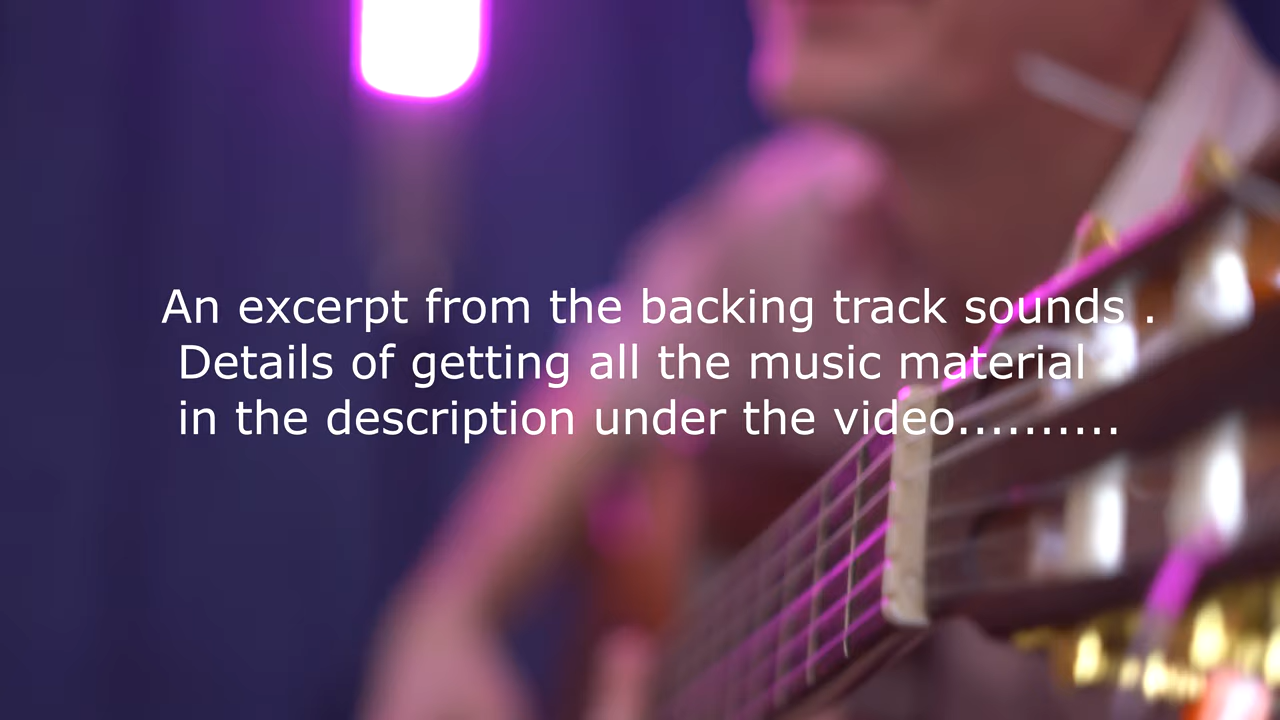 An excerpt from the backing track sounds .
Details of getting all the music material
in the description under the video..........